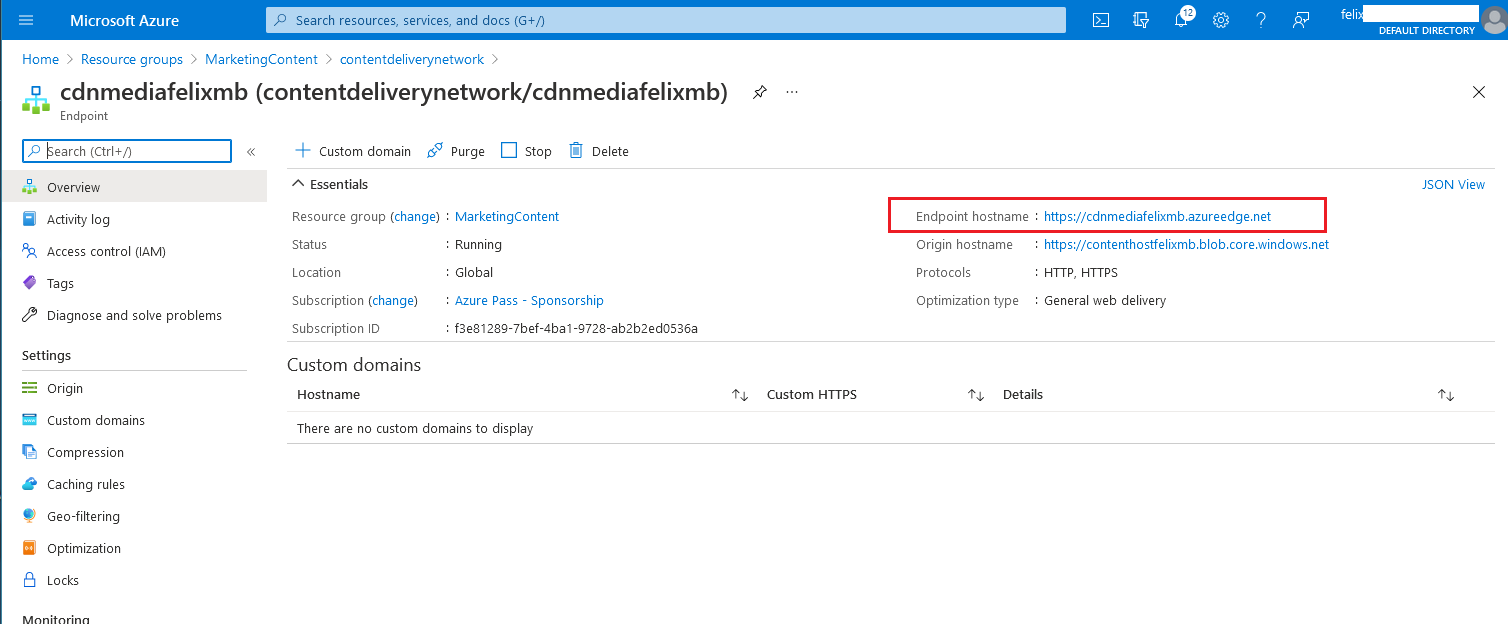 Microsoft Azure
Search resources, services, and docs (G+/)
12
felix
DEFAULT DIRECTORY
Home > Resource groups > MarketingContent > contentdeliverynetwork >
cdnmediafelixmb (contentdeliverynetwork/cdnmediafelixmb)
Endpoint
Search (Ctrl+/)
Overview
Activity log
Access control (IAM)
Tags
Diagnose and solve problems
Settings
Origin
Custom domains
Compression
Caching rules
Geo-filtering
Optimization
Locks
Monitoring
Custom domain Purge Stop Delete
Essentials
JSON View
Resource group (change) : MarketingContent
Status : Running
Location : Global
Subscription (change) : Azure Pass - Sponsorship
Subscription ID : f3e81289-7bef-4ba1-9728-ab2b2ed0536a
Endpoint hostname : https://cdnmediafelixmb.azureedge.net
Origin hostname : https://contenthostfelixmb.blob.core.windows.net
Protocols : HTTP, HTTPS
Optimization type : General web delivery
Custom domains
Hostname Custom HTTPS Details
There are no custom domains to display